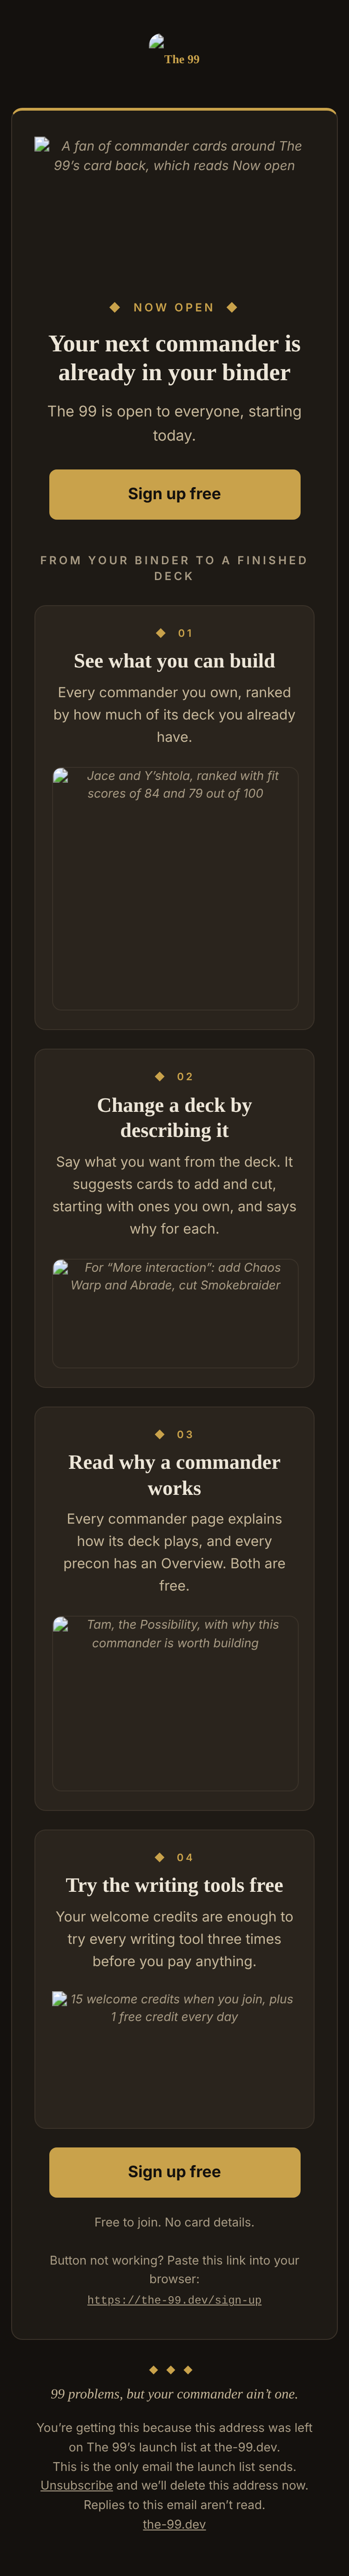 The 99
A fan of commander cards around The
99’s card back, which reads Now open
◆ NOW OPEN ◆
Your next commander is
already in your binder
The 99 is open to everyone, starting
today.
Sign up free
FROM YOUR BINDER TO A FINISHED
DECK
◆ 01
See what you can build
Every commander you own, ranked
by how much of its deck you already
have.
Jace and Y’shtola, ranked with fit
scores of 84 and 79 out of 100
◆ 02
Change a deck by
describing it
Say what you want from the deck. It
suggests cards to add and cut,
starting with ones you own, and says
why for each.
For “More interaction”: add Chaos
Warp and Abrade, cut Smokebraider
◆ 03
Read why a commander
works
Every commander page explains
how its deck plays, and every
precon has an Overview. Both are
free.
Tam, the Possibility, with why this
commander is worth building
◆ 04
Try the writing tools free
Your welcome credits are enough to
try every writing tool three times
before you pay anything.
15 welcome credits when you join, plus
1 free credit every day
Sign up free
Free to join. No card details.
Button not working? Paste this link into your
browser:
https://the-99.dev/sign-up
◆ ◆ ◆
99 problems, but your commander ain’t one.
You’re getting this because this address was left
on The 99’s launch list at the-99.dev.
This is the only email the launch list sends.
Unsubscribe and we’ll delete this address now.
Replies to this email aren’t read.
the-99.dev